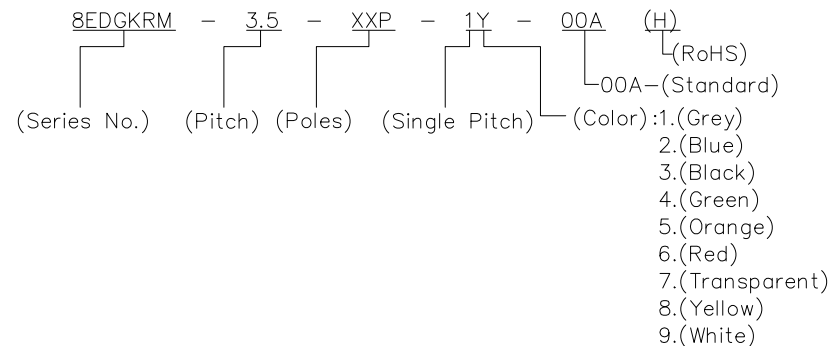 8EDGKRM - 3.5 - XXP - 1Y - 00A (H)
(RoHS)
00A-(Standard)
(Series No.) (Pitch) (Poles) (Single Pitch) (Color):1.(Grey)
2.(Blue)
3.(Black)
4.(Green)
5.(Orange)
6.(Red)
7.(Transparent)
8.(Yellow)
9.(White)